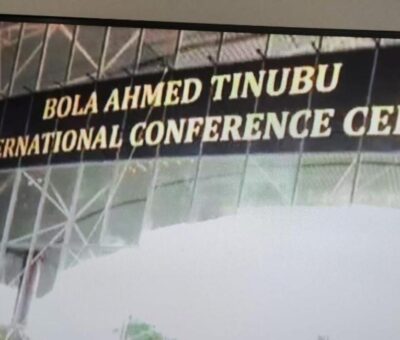 BOLA AHMED TINUBU
ERNATIONAL CONFERENCE CE